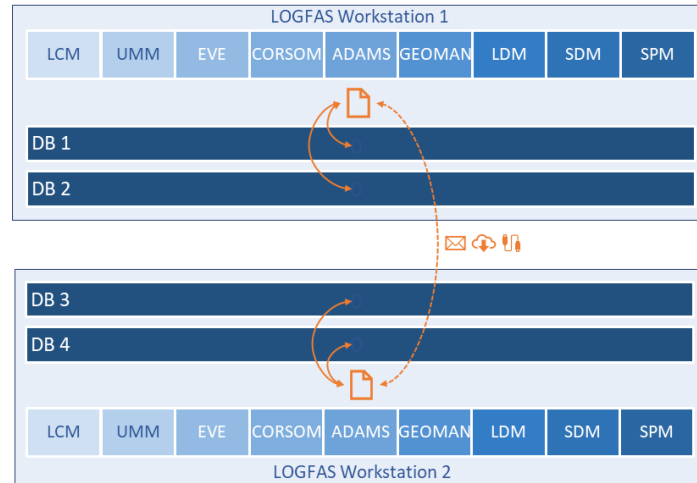 LOGFAS Workstation 1
LCM UMM EVE CORSOM ADAMS GEOMAN LDM SDM SPM
DB 1
DB 2
DB 3
DB 4
LCM UMM EVE CORSOM ADAMS GEOMAN LDM SDM SPM
LOGFAS Workstation 2